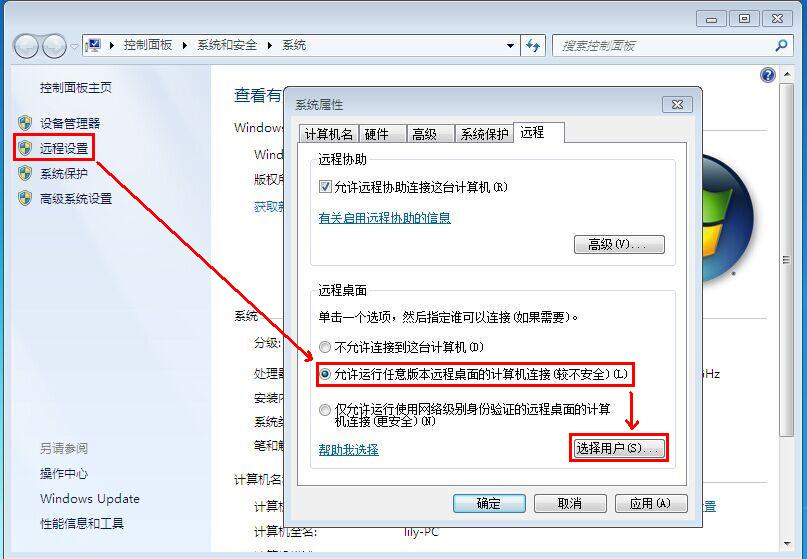 控制面板 ▸ 系统和安全 ▸ 系统
搜索控制面板
控制面板主页
设备管理器
远程设置
系统保护
高级系统设置
另请参阅
操作中心
Windows Update
性能信息和工具
查看有
Windows
Wind
版权所
获取新
系统
分级:
处理器
GHz
安装内
系统类
笔和触
计算机名
计算机
置
计算机全名:
lily-PC
系统属性
计算机名
硬件
高级
系统保护
远程
远程协助
允许远程协助连接这台计算机(R)
有关启用远程协助的信息
高级(V)...
远程桌面
单击一个选项，然后指定谁可以连接(如果需要)。
不允许连接到这台计算机(D)
允许运行任意版本远程桌面的计算机连接(较不安全)(L)
仅允许运行使用网络级别身份验证的远程桌面的计算
机连接(更安全)(N)
帮助我选择
选择用户(S)...
确定
取消
应用(A)